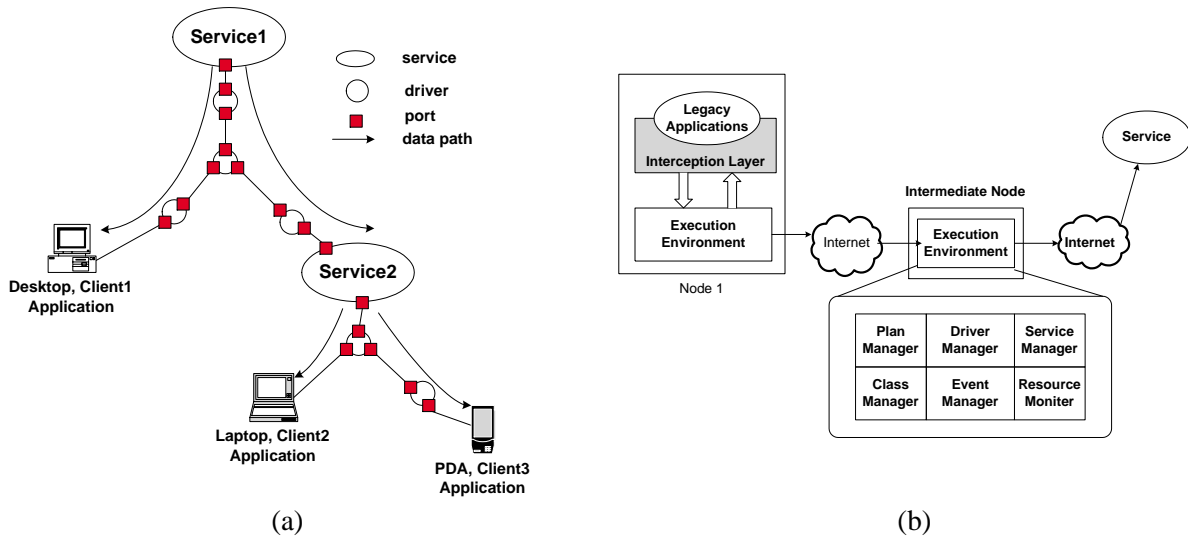 Service1
service
driver
port
data path
Desktop, Client1
Application
Service2
Laptop, Client2
Application
PDA, Client3
Application
(a)
Legacy
Applications
Interception Layer
Execution
Environment
Node 1
Internet
Intermediate Node
Execution
Environment
Internet
Service
Plan
Manager
Driver
Manager
Service
Manager
Class
Manager
Event
Manager
Resource
Moniter
(b)